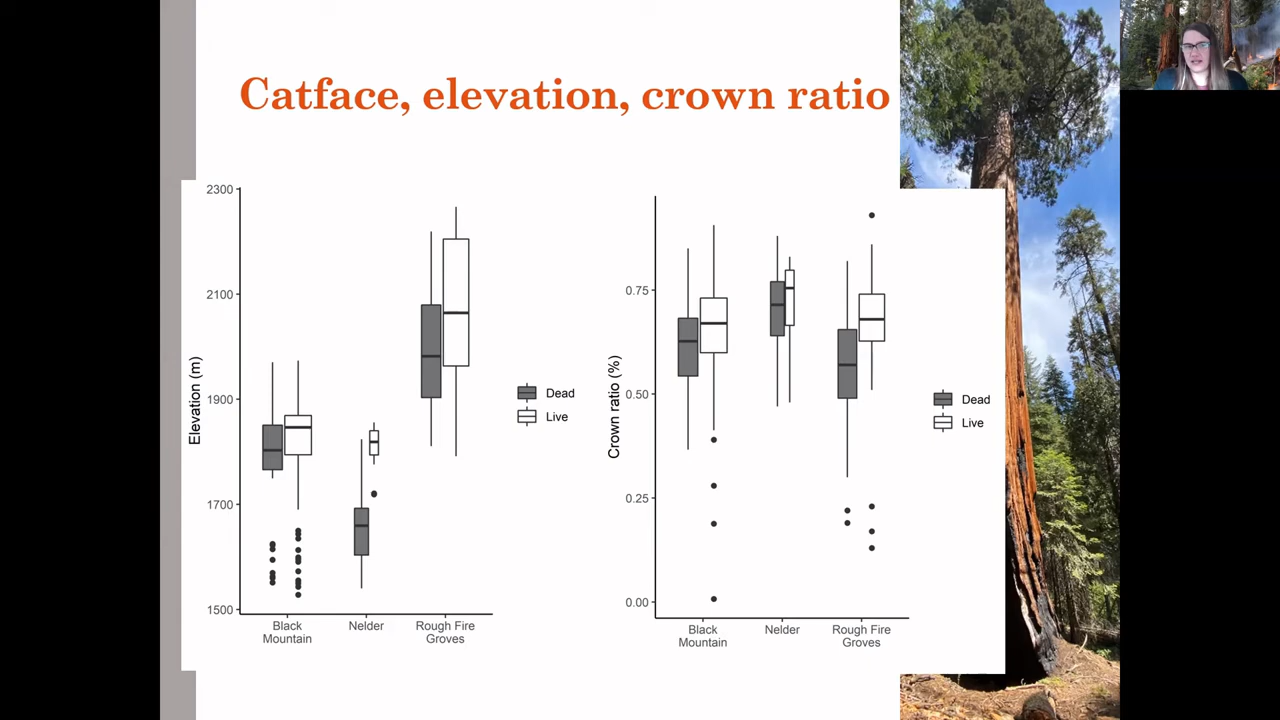 Catface, elevation, crown ratio
2300
2100
1900
1700
1500
Elevation (m)
Black
Mountain
Nelder
Rough Fire
Groves
Dead
Live
0.75
0.50
0.25
0.00
Crown ratio (%)
Black
Mountain
Nelder
Rough Fire
Groves
Dead
Live